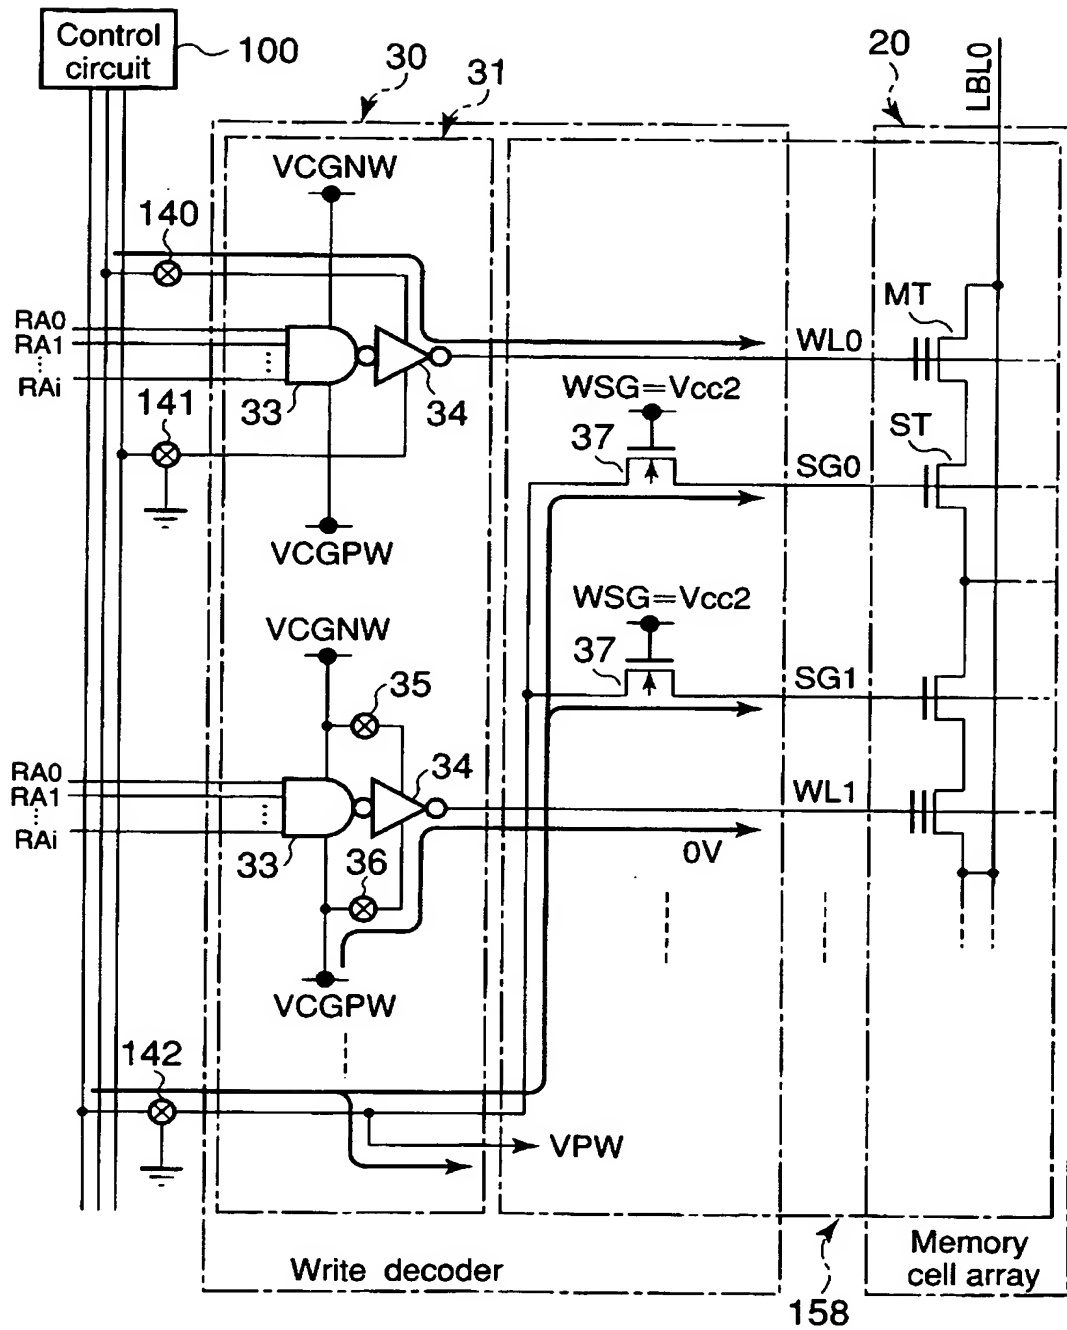 Control
circuit
100
30
31
20
LBL0
VCGNW
140
MT
RA0
RA1
RAi
WL0
33
34
WSG=Vcc2
141
37
ST
SG0
VCGPW
WSG=Vcc2
VCGNW
37
35
SG1
RA0
RA1
RAi
34
WL1
33
36
0V
VCGPW
142
VPW
Write decoder
Memory
cell array
158